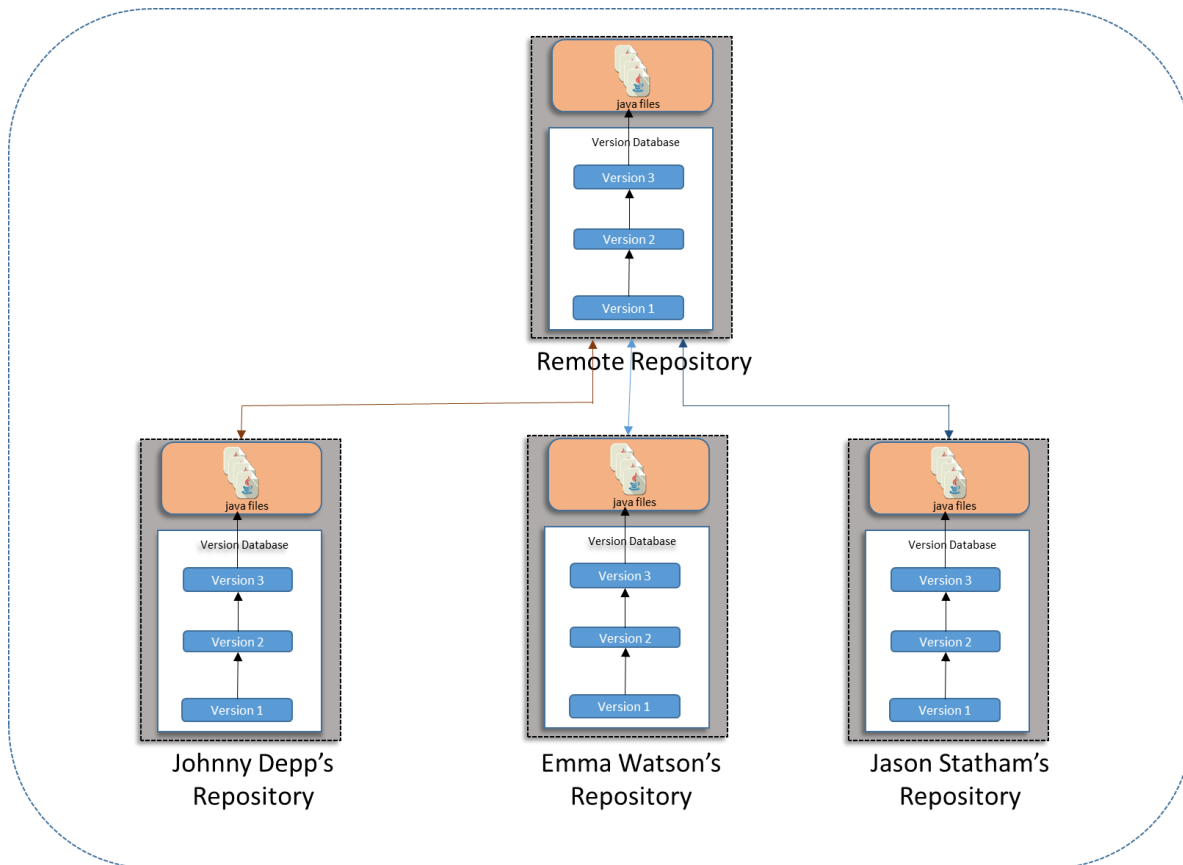 java files
Version Database
Version 3
Version 2
Version 1
Remote Repository
java files
Version Database
Version 3
Version 2
Version 1
Johnny Depp's
Repository
java files
Version Database
Version 3
Version 2
Version 1
Emma Watson's
Repository
java files
Version Database
Version 3
Version 2
Version 1
Jason Statham's
Repository